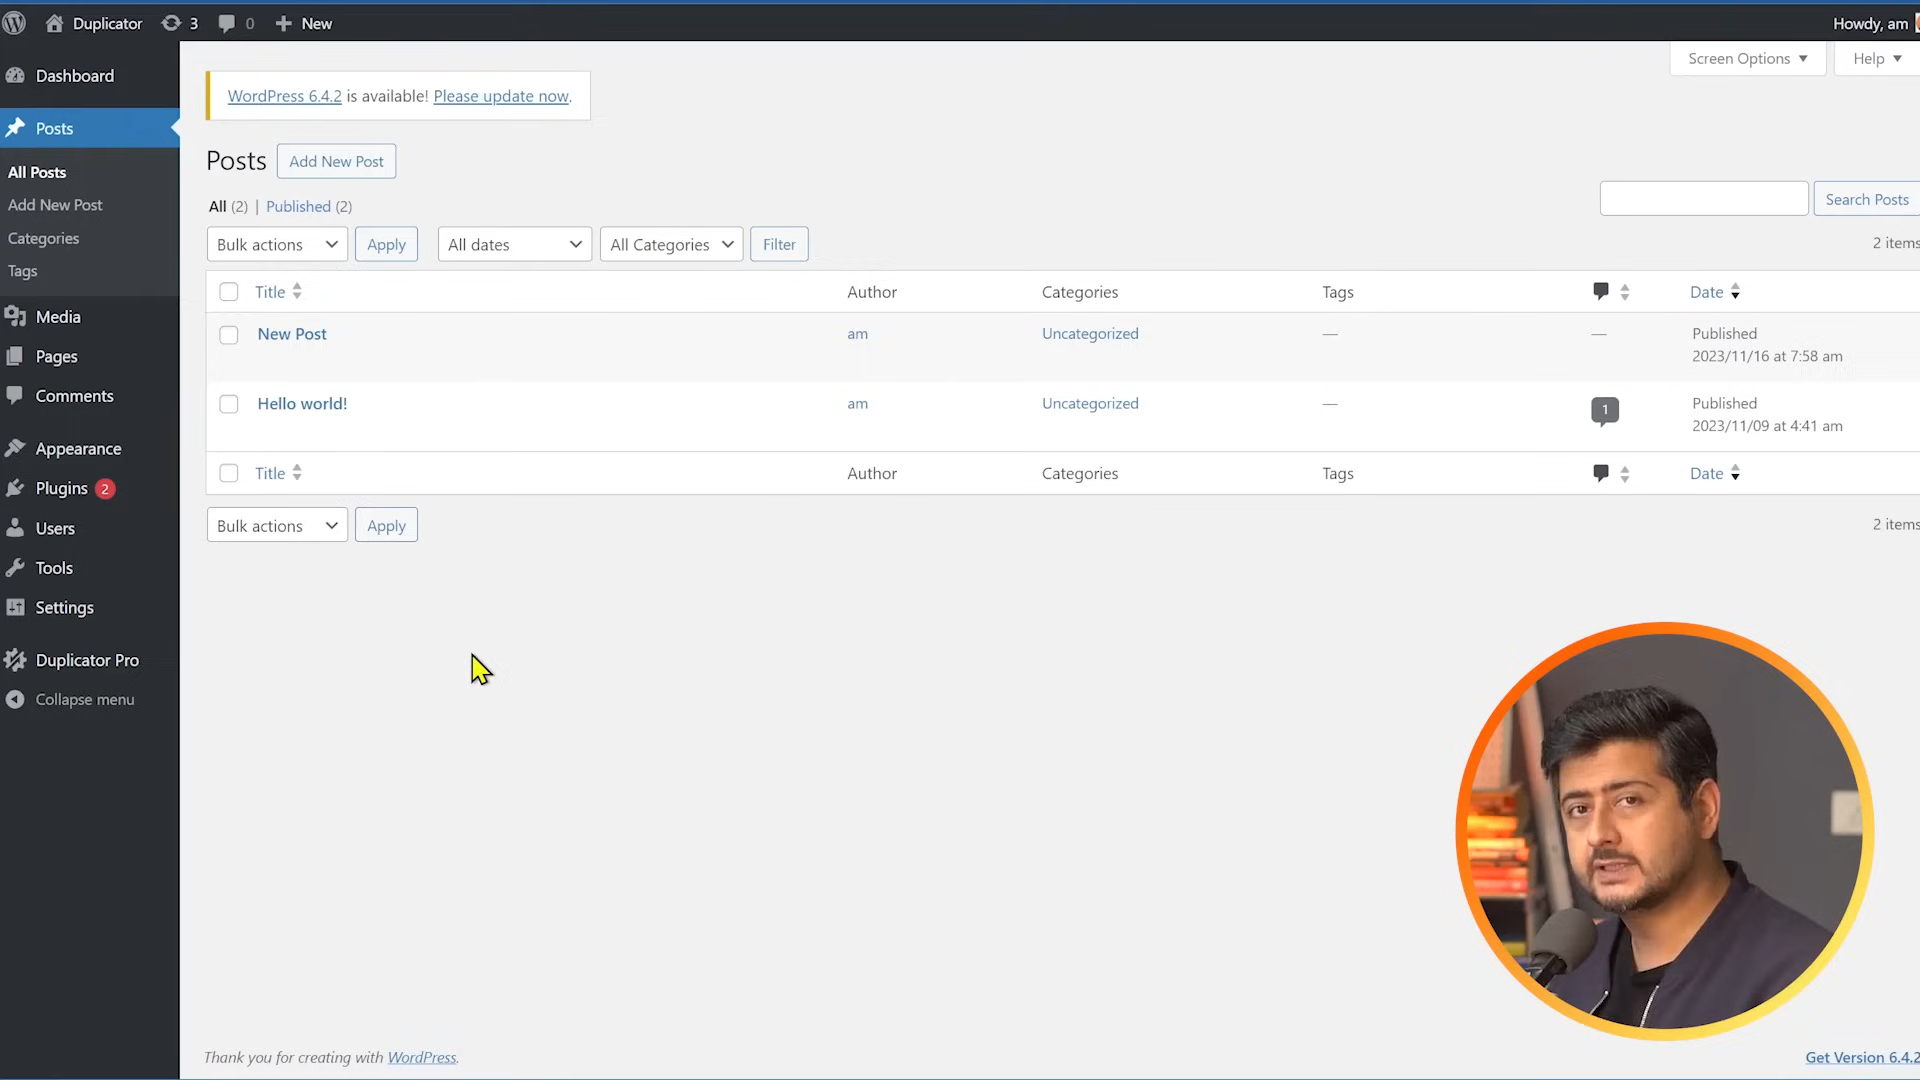 Duplicator 3 0 New Howdy, am
Screen Options Help
Dashboard
WordPress 6.4.2 is available! Please update now.
Posts
All Posts
Add New Post
Categories
Tags
Media
Pages
Comments
Appearance
Plugins 2
Users
Tools
Settings
Duplicator Pro
Collapse menu
Posts Add New Post
All (2) | Published (2)
Search Posts
Bulk actions Apply All dates All Categories Filter 2 items
Title Author Categories Tags Date
New Post am Uncategorized — — Published
2023/11/16 at 7:58 am
Hello world! am Uncategorized — 1 Published
2023/11/09 at 4:41 am
Title Author Categories Tags Date
Bulk actions Apply 2 items
Thank you for creating with WordPress. Get Version 6.4.2